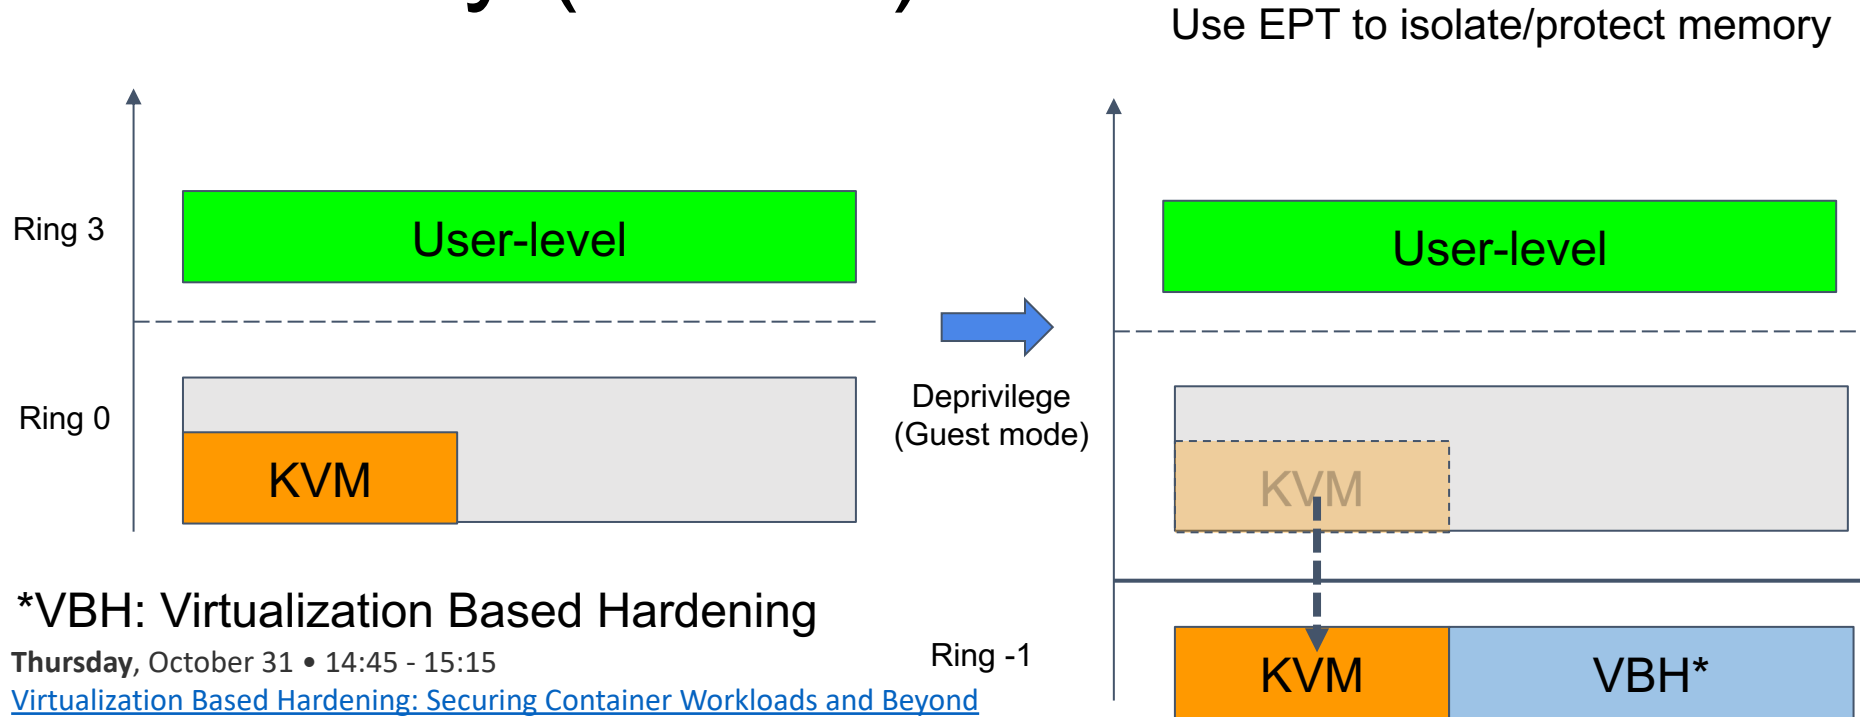 Use EPT to isolate/protect memory
Ring 3
User-level
User-level
Deprivilege
(Guest mode)
Ring 0
KVM
KVM
*VBH: Virtualization Based Hardening
Thursday, October 31 • 14:45 - 15:15
Virtualization Based Hardening: Securing Container Workloads and Beyond
Ring -1
KVM
VBH*